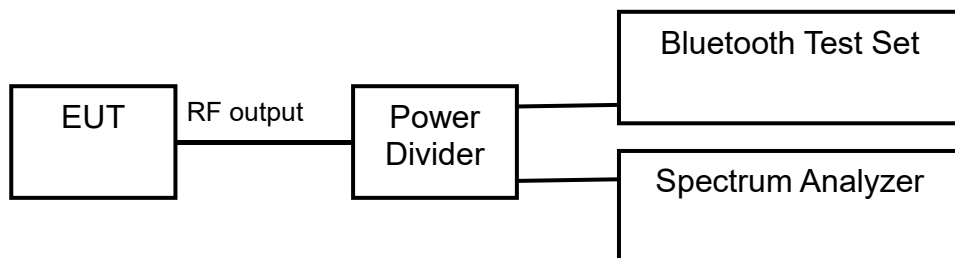 EUT
RF output
Power
Divider
Bluetooth Test Set
Spectrum Analyzer